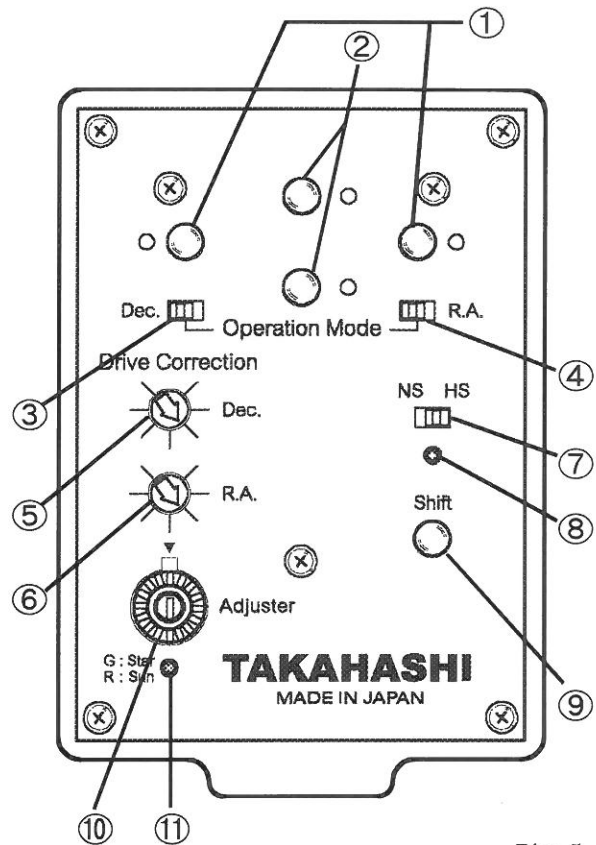 ①
②
Dec.
Operation Mode
R.A.
③
④
Drive Correction
NS HS
Dec.
⑤
⑦
R.A.
⑧
⑥
Shift
Adjuster
G : Star
R : Sun
TAKAHASHI
MADE IN JAPAN
⑨
⑩ ⑪